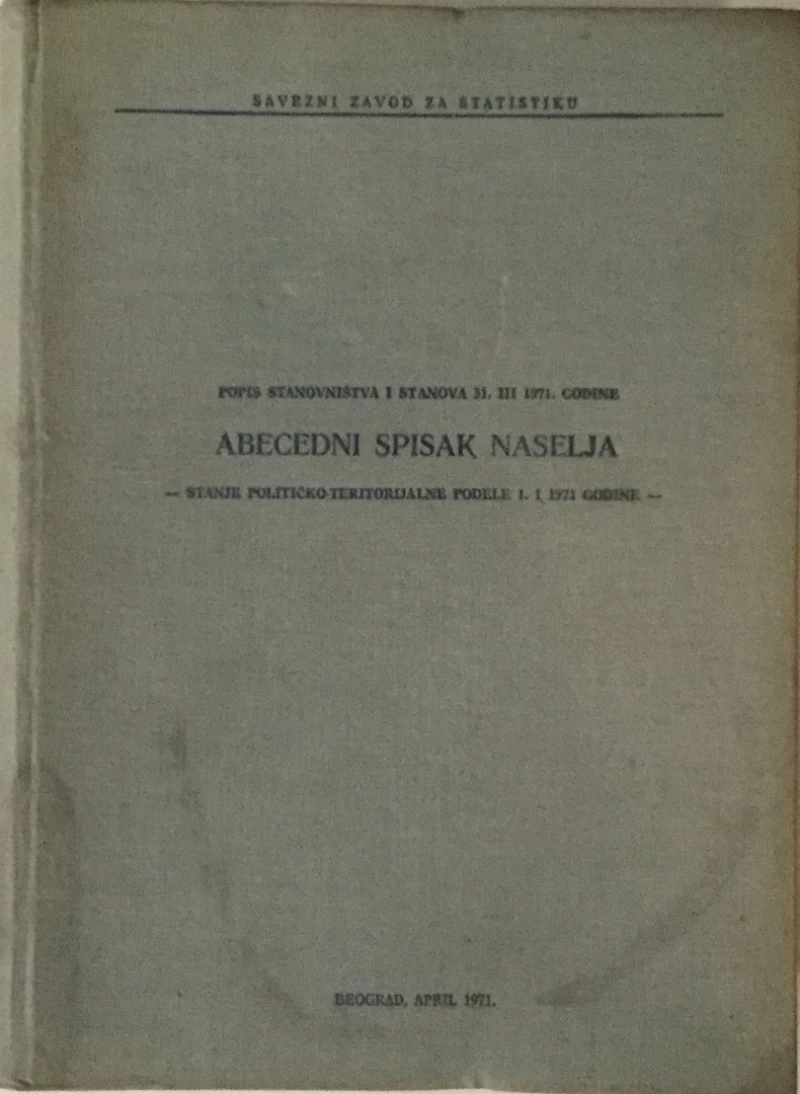 SAVEZNI ZAVOD ZA STATISTIKU
POPIS STANOVNIŠTVA I STANOVA 31. III 1971. GODINE
ABECEDNI SPISAK NASELJA
— STANJE POLITIČKO-TERITORIJALNE PODELE 1. I 1971 GODINE —
BEOGRAD, APRIL 1971.